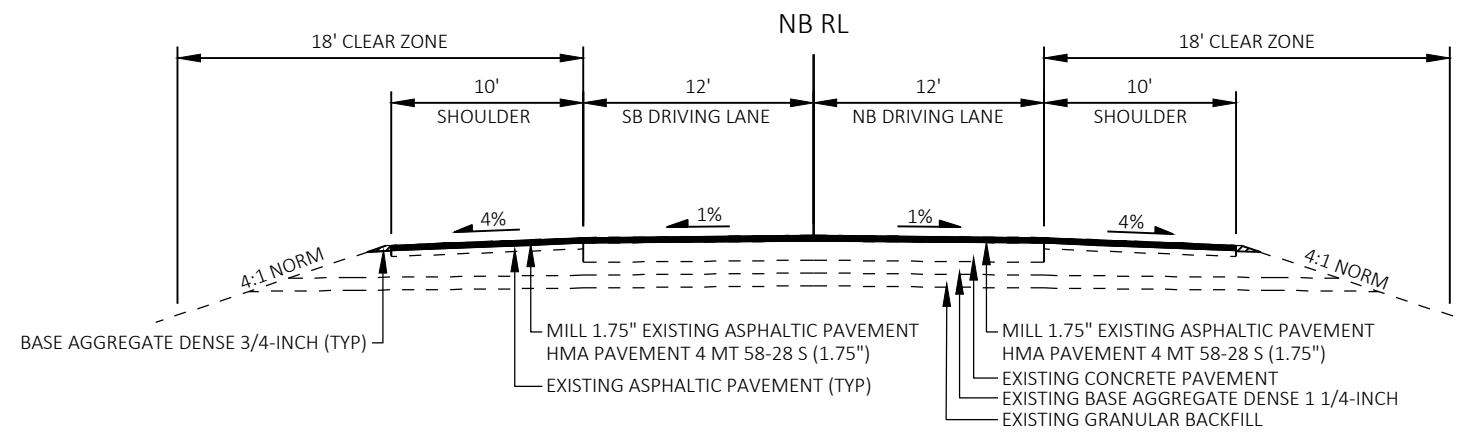 NB RL
18' CLEAR ZONE
18' CLEAR ZONE
10'
SHOULDER
12'
SB DRIVING LANE
12'
NB DRIVING LANE
10'
SHOULDER
4%
1%
1%
4%
4:1 NORM
4:1 NORM
BASE AGGREGATE DENSE 3/4-INCH (TYP)
MILL 1.75" EXISTING ASPHALTIC PAVEMENT
HMA PAVEMENT 4 MT 58-28 S (1.75")
EXISTING ASPHALTIC PAVEMENT (TYP)
MILL 1.75" EXISTING ASPHALTIC PAVEMENT
HMA PAVEMENT 4 MT 58-28 S (1.75")
EXISTING CONCRETE PAVEMENT
EXISTING BASE AGGREGATE DENSE 1 1/4-INCH
EXISTING GRANULAR BACKFILL